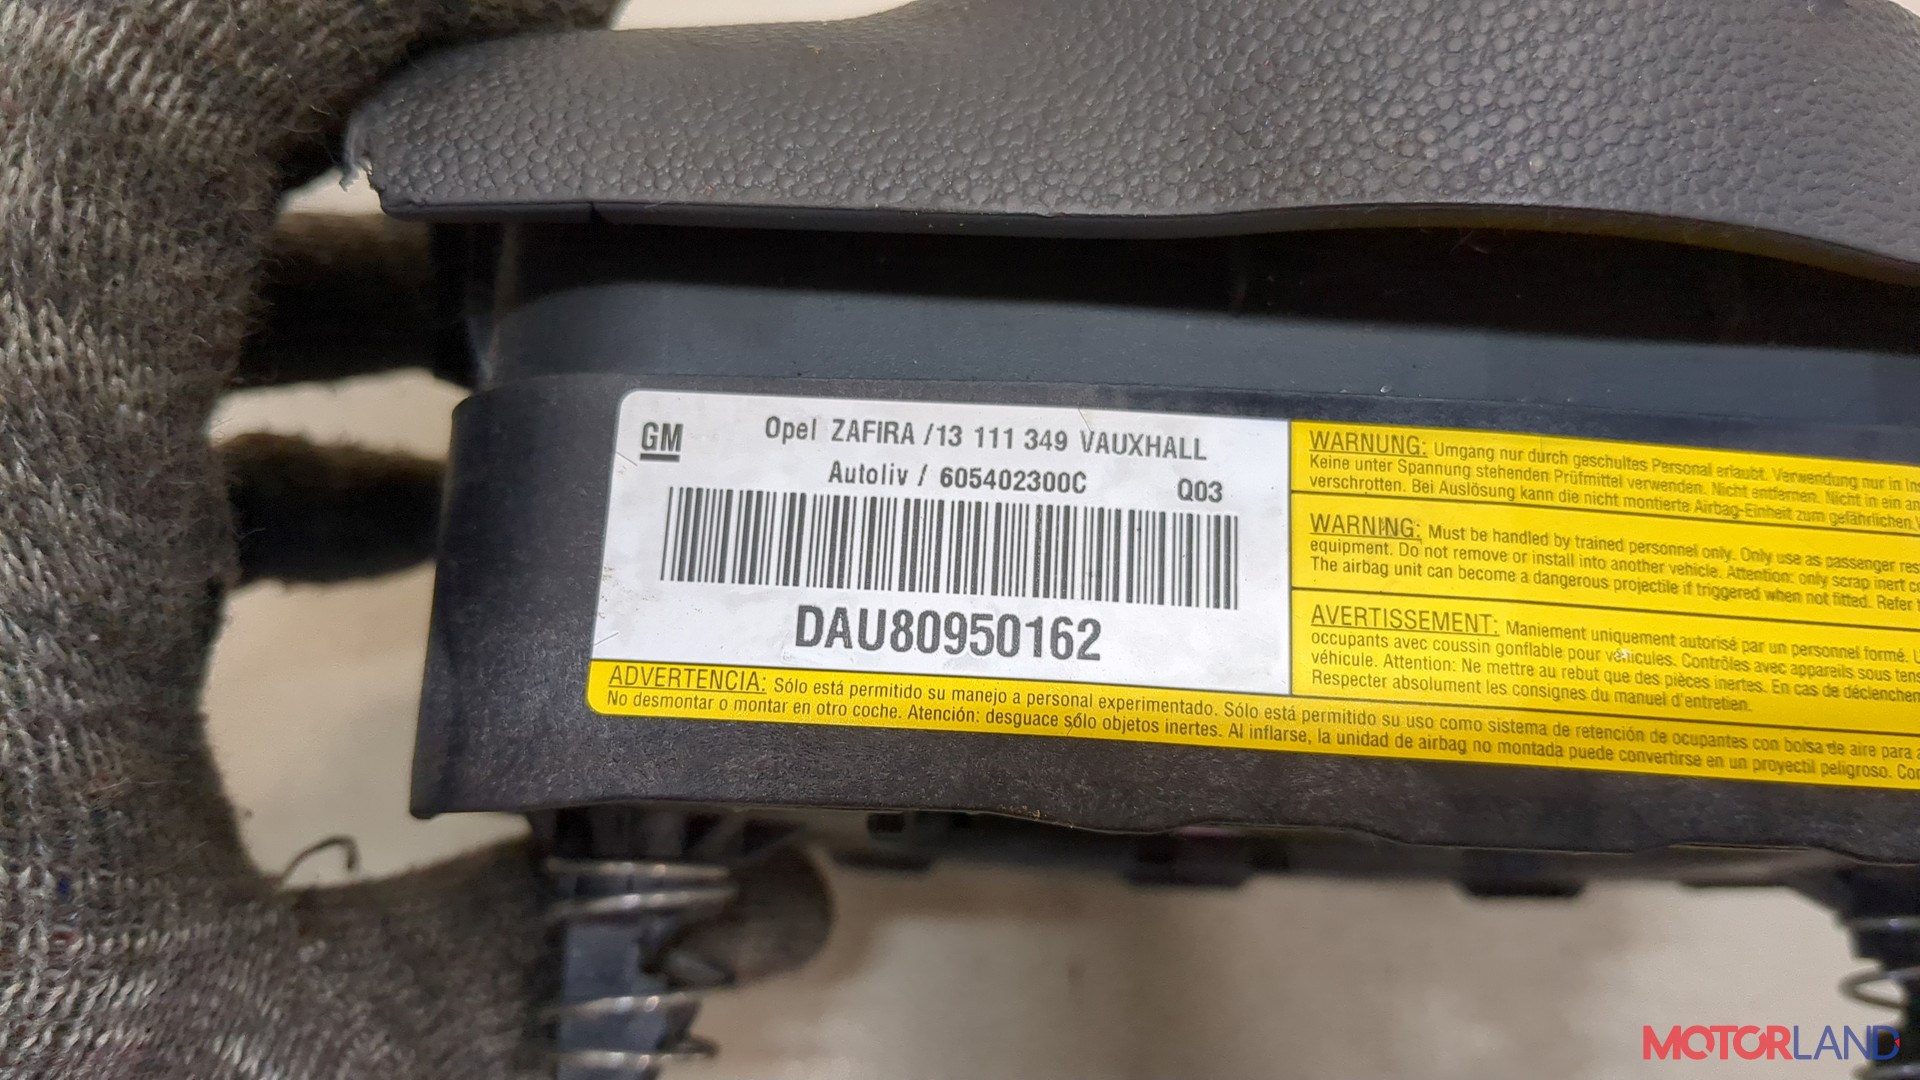 GM
Opel ZAFIRA /13 111 349 VAUXHALL
Autoliv / 605402300C Q03
DAU80950162
WARNUNG: Umgang nur durch geschultes Personal erlaubt. Verwendung nur in
Keine unter Spannung stehenden Prüfmittel verwenden. Nicht entfernen. Nicht in ein
verschrotten. Bei Auslösung kann die nicht montierte Airbag-Einheit zum gefährlichen
WARNING: Must be handled by trained personnel only. Only use as passenger
equipment. Do not remove or install into another vehicle. Attention: only scrap inert
The airbag unit can become a dangerous projectile if triggered when not fitted. Refer
AVERTISSEMENT: Maniement uniquement autorisé par un personnel formé.
occupants avec coussin gonflable pour véhicules. Contrôles avec appareils sous
véhicule. Attention: Ne mettre au rebut que des pièces inertes. En cas de
Respecter absolument les consignes du manuel d'entretien.
ADVERTENCIA: Sólo está permitido su manejo a personal experimentado. Sólo está permitido su uso como sistema de retención de ocupantes con bolsa de aire para
No desmontar o montar en otro coche. Atención: desguace sólo objetos inertes. Al inflarse, la unidad de airbag no montada puede convertirse en un proyectil peligroso.
MOTORLAND